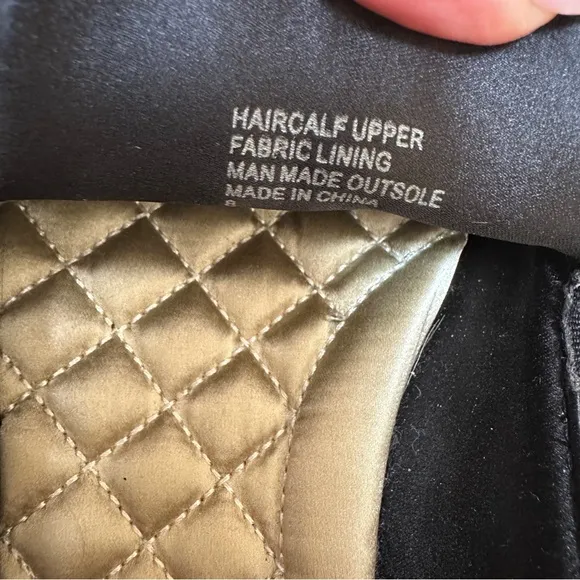 HAIRCALF UPPER
FABRIC LINING
MAN MADE OUTSOLE
MADE IN CHINA